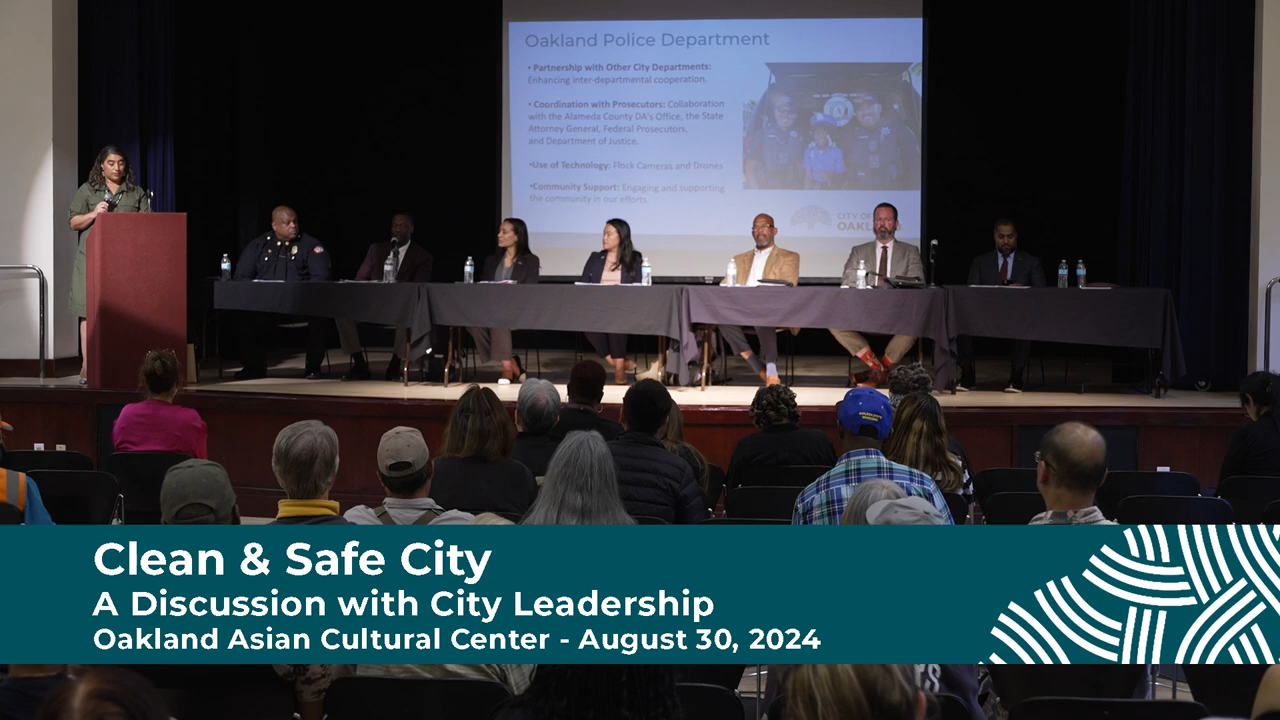 Oakland Police Department
• Partnership with Other City Departments:
Enhancing inter-departmental cooperation.
• Coordination with Prosecutors: Collaboration
with the Alameda County DA's Office, the State
Attorney General, Federal Prosecutors,
and Department of Justice.
•Use of Technology: Flock Cameras and Drones
•Community Support: Engaging and supporting
the community in our efforts.
CITY OF
OAKLAND
Clean & Safe City
A Discussion with City Leadership
Oakland Asian Cultural Center - August 30, 2024